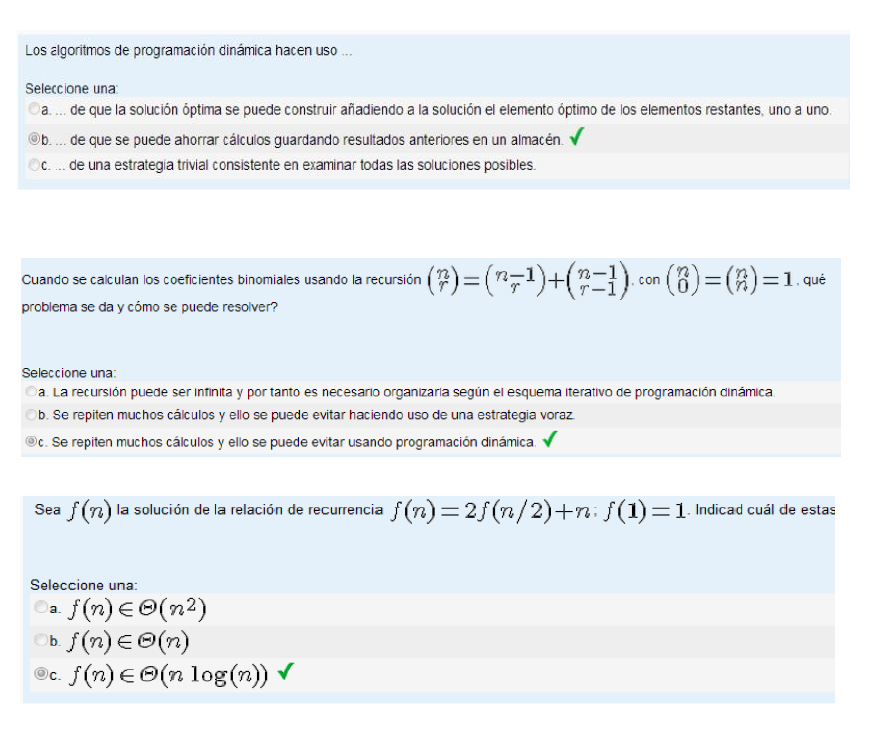 Los algoritmos de programación dinámica hacen uso ...
Seleccione una:
a. ... de que la solución óptima se puede construir añadiendo a la solución el elemento óptimo de los elementos restantes, uno a uno.
b. ... de que se puede ahorrar cálculos guardando resultados anteriores en un almacén. ✓
c. ... de una estrategia trivial consistente en examinar todas las soluciones posibles.
Cuando se calculan los coeficientes binomiales usando la recursión $\binom{n}{r} = \binom{n-1}{r} + \binom{n-1}{r-1}$, con $\binom{n}{0} = \binom{n}{n} = 1$, qué
problema se da y cómo se puede resolver?
Seleccione una:
a. La recursión puede ser infinita y por tanto es necesario organizarla según el esquema iterativo de programación dinámica.
b. Se repiten muchos cálculos y ello se puede evitar haciendo uso de una estrategia voraz.
c. Se repiten muchos cálculos y ello se puede evitar usando programación dinámica. ✓
Sea $f(n)$ la solución de la relación de recurrencia $f(n) = 2f(n/2) + n; f(1) = 1$. Indicad cuál de estas
Seleccione una:
a. $f(n) \in \Theta(n^2)$
b. $f(n) \in \Theta(n)$
c. $f(n) \in \Theta(n \log(n))$ ✓